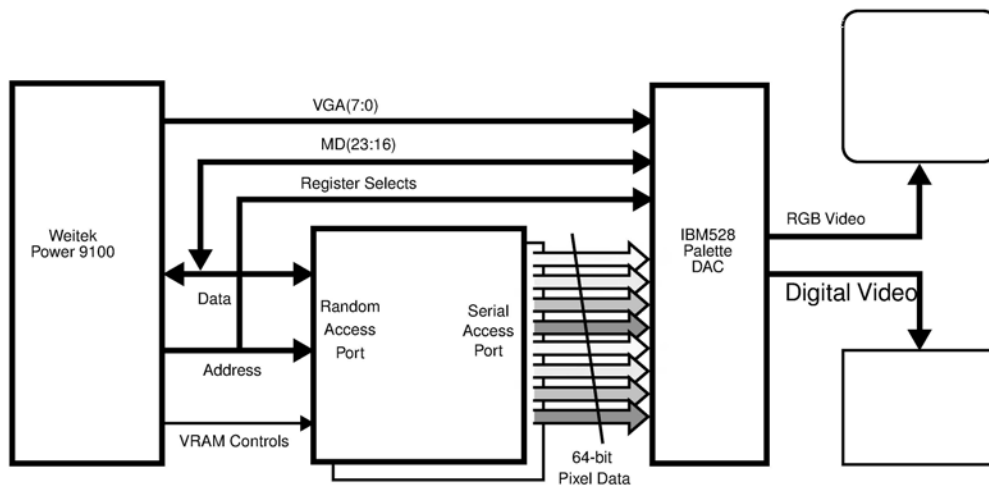 VGA(7:0)
MD(23:16)
Register Selects
Weitek
Power 9100
Data
Address
VRAM Controls
Random
Access
Port
Serial
Access
Port
64-bit
Pixel Data
IBM528
Palette
DAC
RGB Video
Digital Video